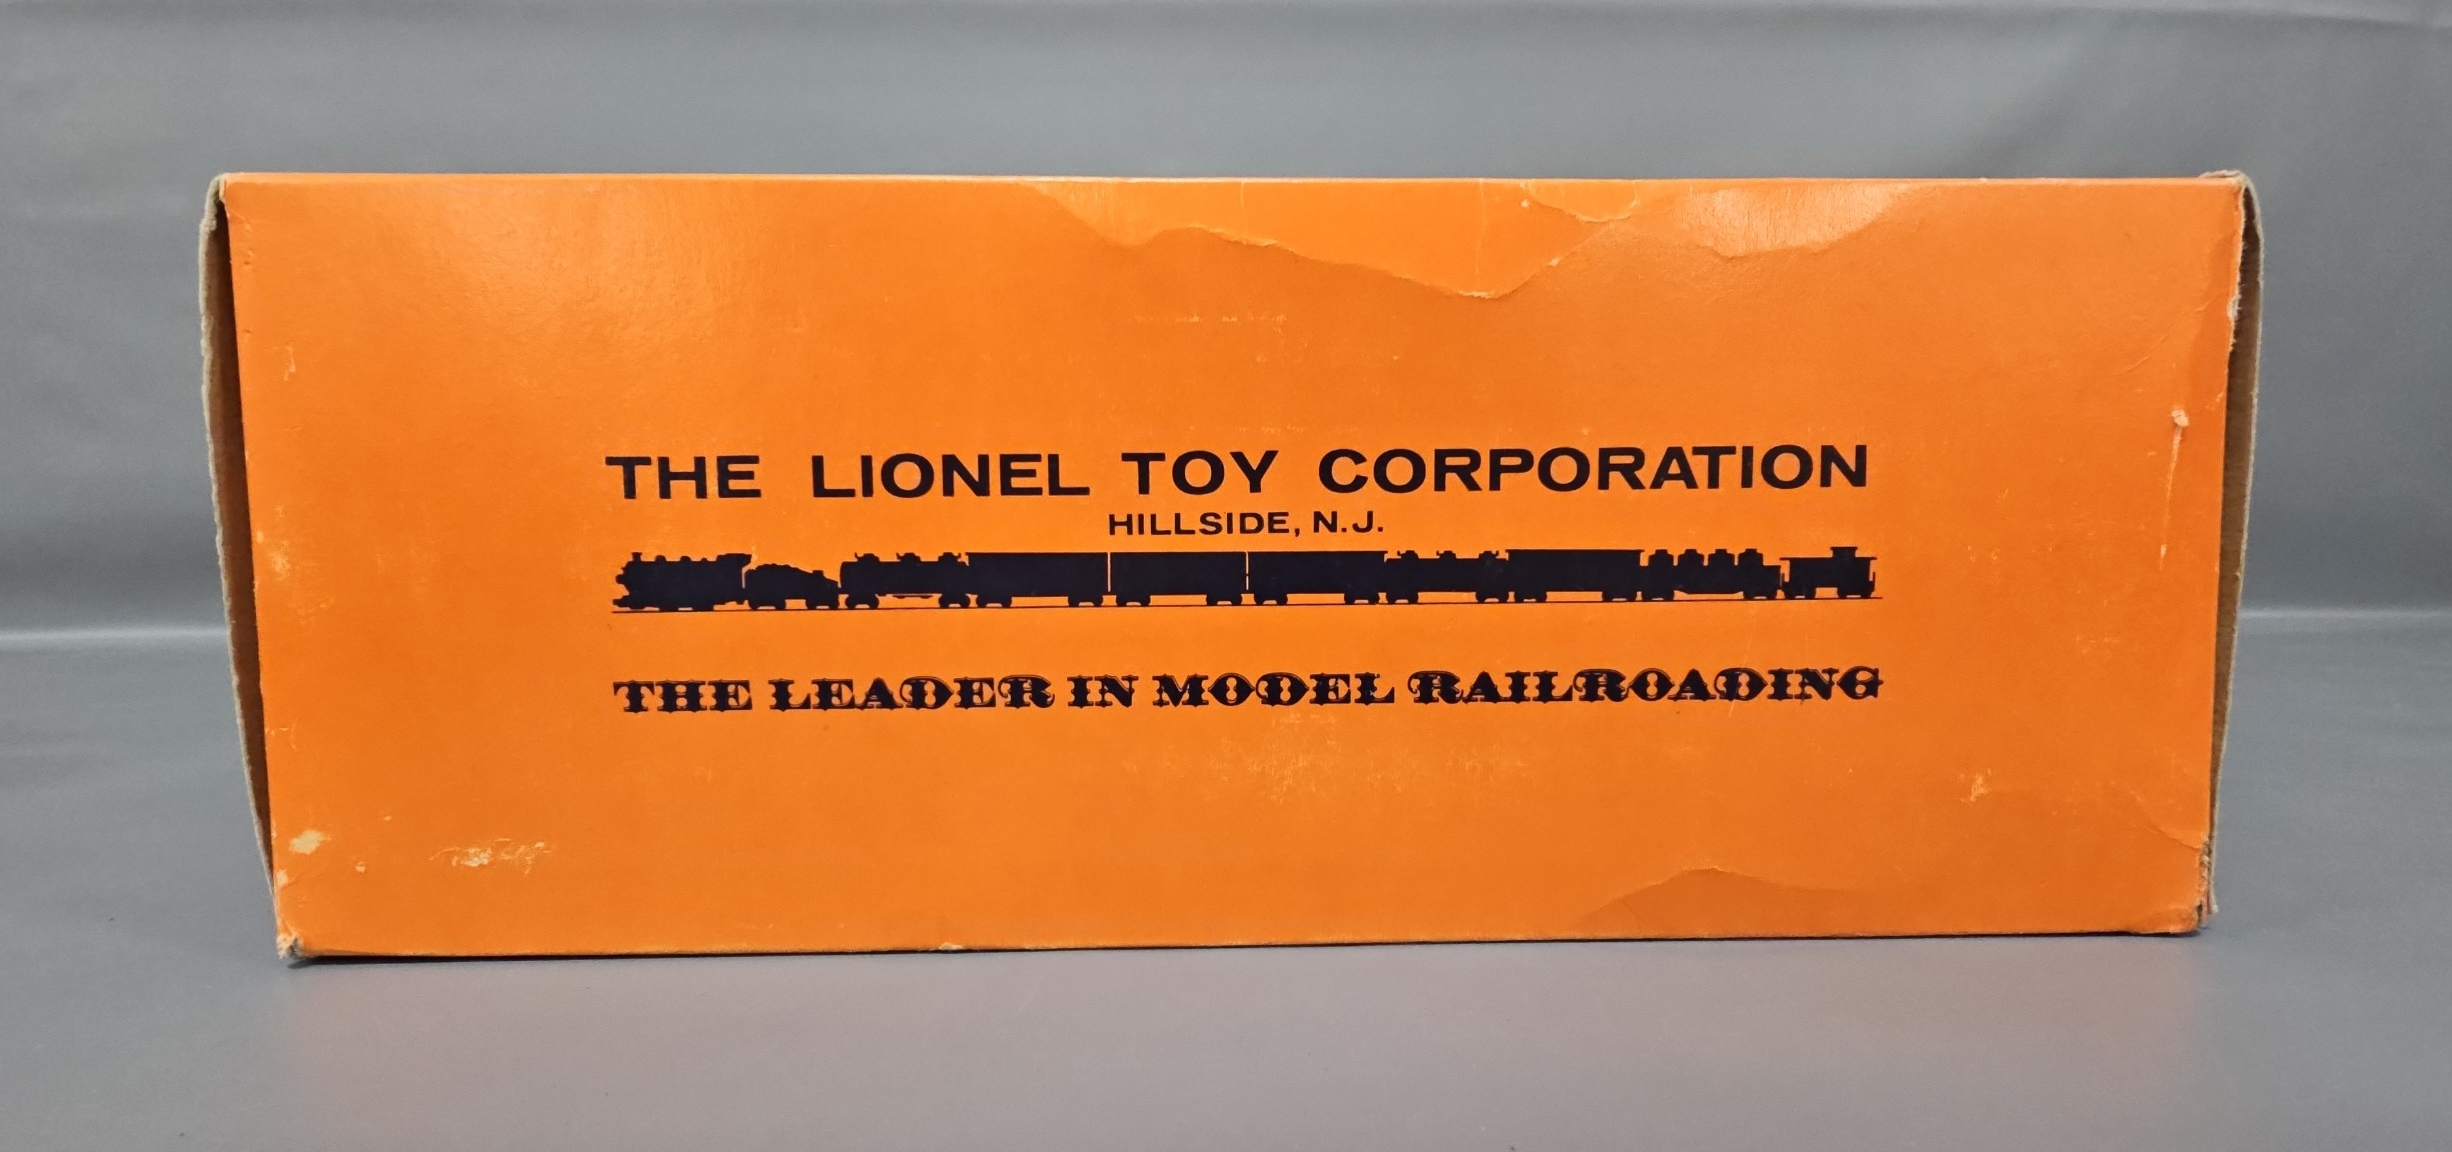 THE LIONEL TOY CORPORATION
HILLSIDE, N.J.
THE LEADER IN MODEL RAILROADING